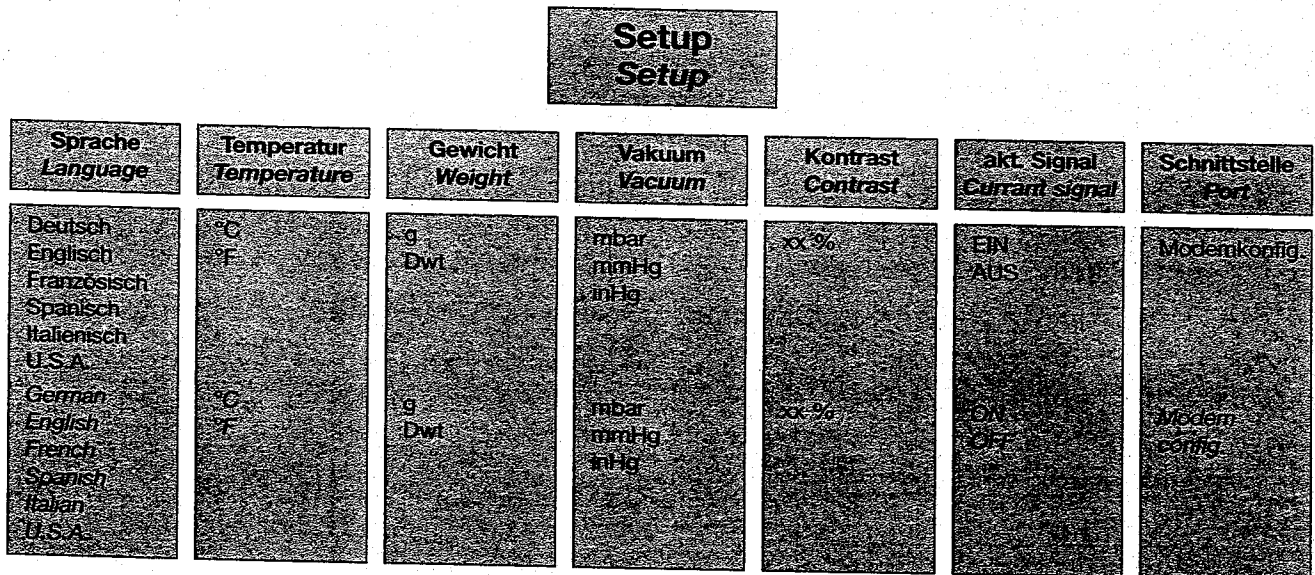 Setup
Setup
Sprache
Language
Temperatur
Temperature
Gewicht
Weight
Vakuum
Vacuum
Kontrast
Contrast
akt. Signal
Currant signal
Schnittstelle
Port
Deutsch
Englisch
Französisch
Spanisch
Italienisch
U.S.A.
German
English
French
Spanish
Italian
U.S.A.
°C
°F
°C
°F
g
Dwt
g
Dwt
mbar
mmHg
inHg
mbar
mmHg
inHg
xx %
xx %
EIN
AUS
ON
OFF
Modemkonfig.
Modem
config.